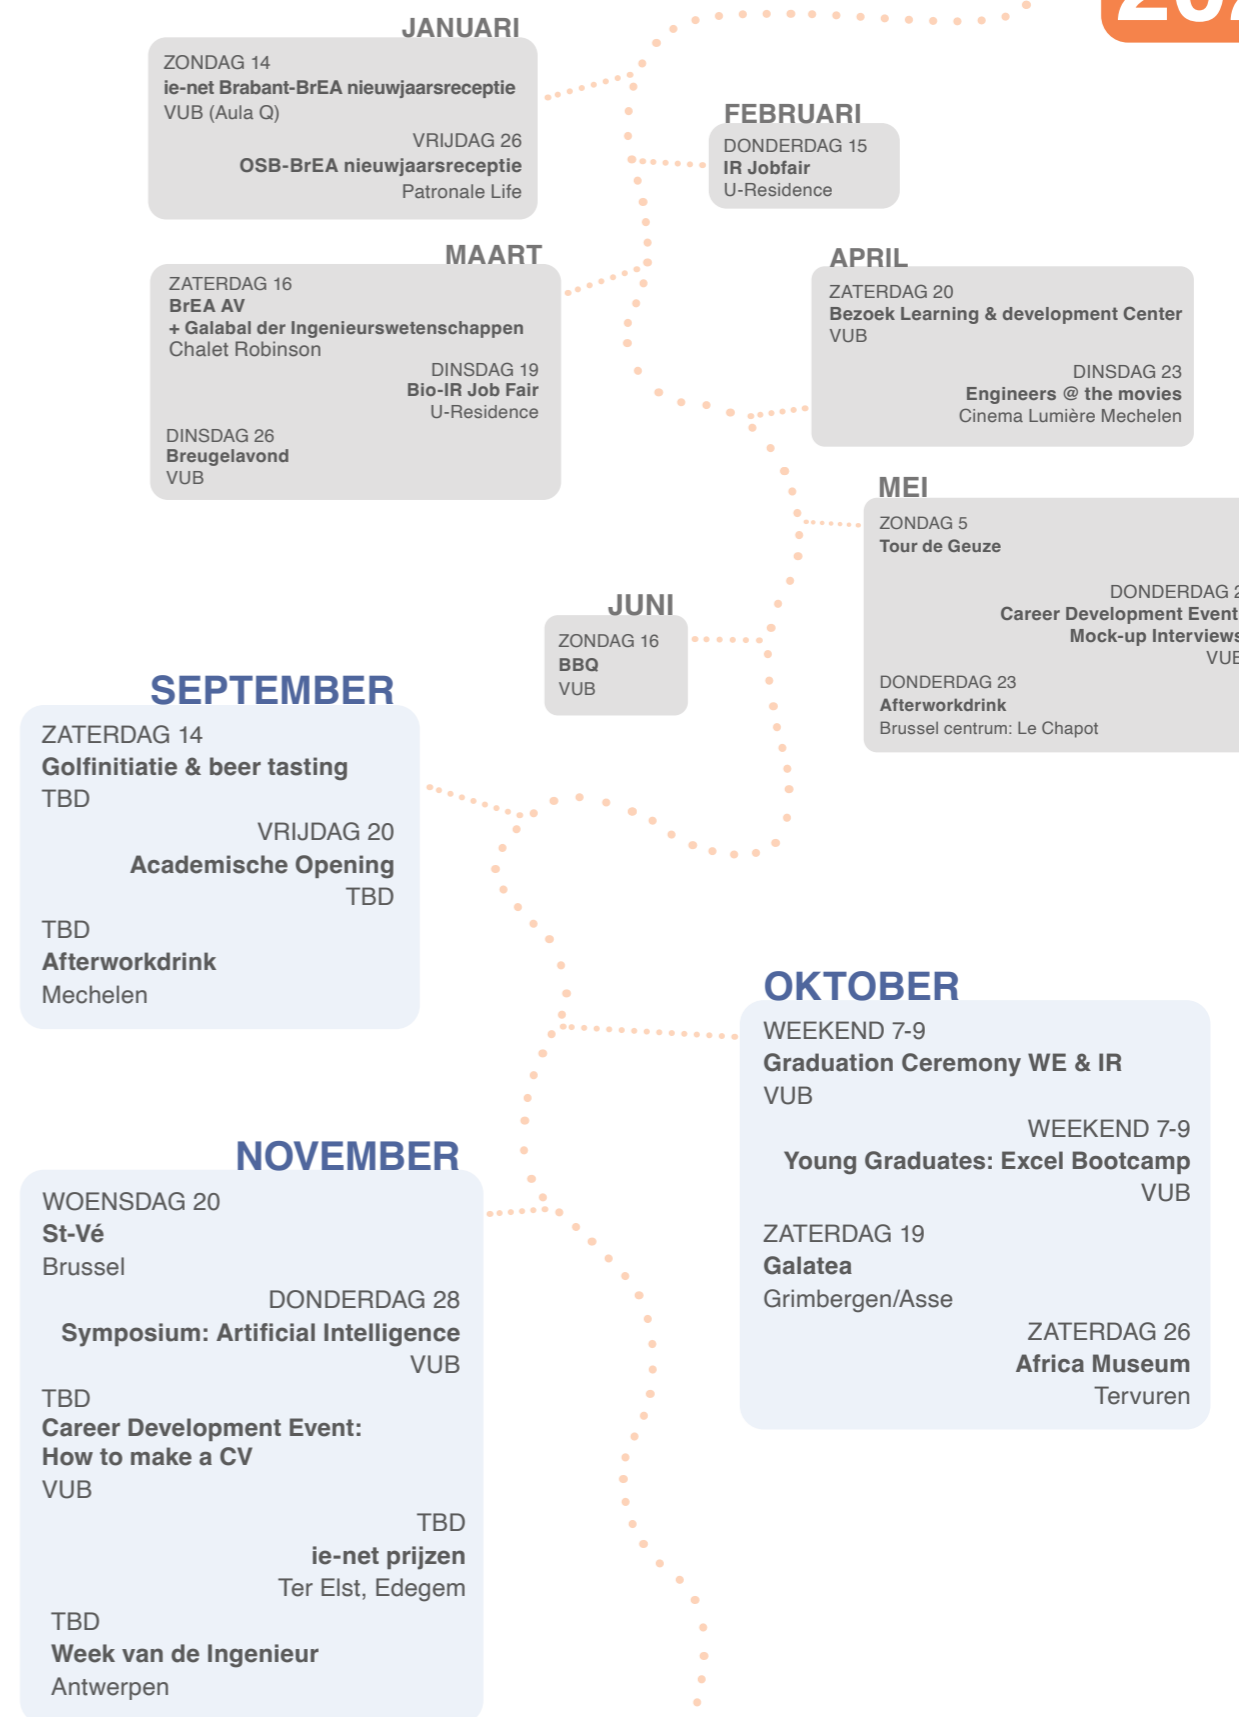 JANUARI
ZONDAG 14
ie-net Brabant-BrEA nieuwjaarsreceptie
VUB (Aula Q)
VRIJDAG 26
OSB-BrEA nieuwjaarsreceptie
Patronale Life
FEBRUARI
DONDERDAG 15
IR Jobfair
U-Residence
MAART
ZATERDAG 16
BrEA AV
+ Galabal der Ingenieurswetenschappen
Chalet Robinson
DINSDAG 19
Bio-IR Job Fair
U-Residence
DINSDAG 26
Breugelavond
VUB
APRIL
ZATERDAG 20
Bezoek Learning & development Center
VUB
DINSDAG 23
Engineers @ the movies
Cinema Lumière Mechelen
MEI
ZONDAG 5
Tour de Geuze
DONDERDAG
Career Development Event
Mock-up Interviews
VUB
DONDERDAG 23
Afterworkdrink
Brussel centrum: Le Chapot
JUNI
ZONDAG 16
BBQ
VUB
SEPTEMBER
ZATERDAG 14
Golfinitiatie & beer tasting
TBD
VRIJDAG 20
Academische Opening
TBD
TBD
Afterworkdrink
Mechelen
OKTOBER
WEEKEND 7-9
Graduation Ceremony WE & IR
VUB
WEEKEND 7-9
Young Graduates: Excel Bootcamp
VUB
ZATERDAG 19
Galatea
Grimbergen/Asse
ZATERDAG 26
Africa Museum
Tervuren
NOVEMBER
WOENSDAG 20
St-Vé
Brussel
DONDERDAG 28
Symposium: Artificial Intelligence
VUB
TBD
Career Development Event:
How to make a CV
VUB
TBD
ie-net prijzen
Ter Elst, Edegem
TBD
Week van de Ingenieur
Antwerpen